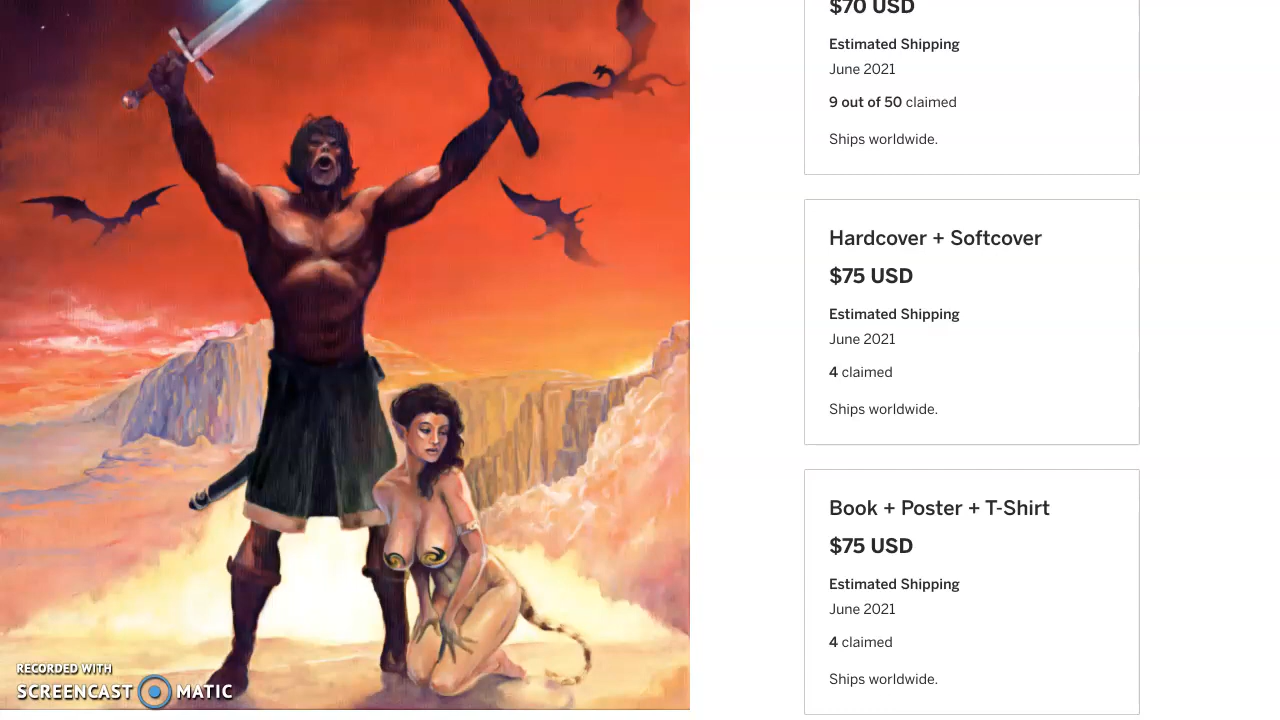 $70 USD
Estimated Shipping
June 2021
9 out of 50 claimed
Ships worldwide.
Hardcover + Softcover
$75 USD
Estimated Shipping
June 2021
4 claimed
Ships worldwide.
Book + Poster + T-Shirt
$75 USD
Estimated Shipping
June 2021
4 claimed
Ships worldwide.
RECORDED WITH
SCREENCAST MATIC